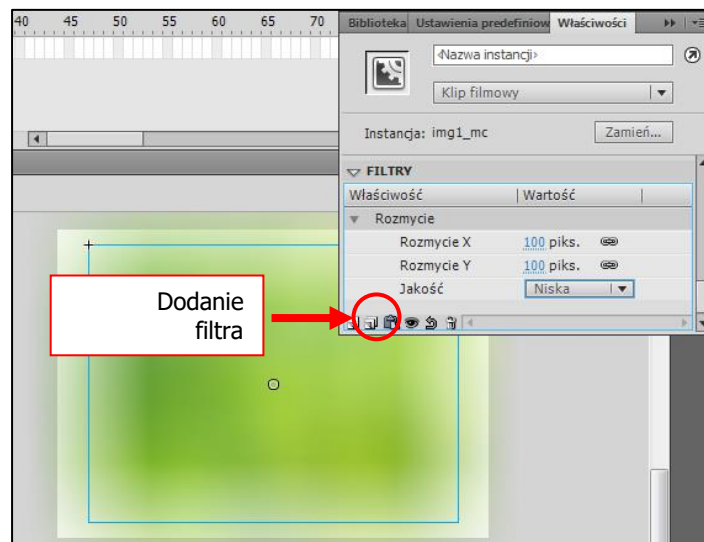 40 45 50 55 60 65 70
Biblioteka Ustawienia predefiniow Właściwości
‹Nazwa instancji›
Klip filmowy
Instancja: img1_mc Zamień...
FILTRY
Właściwość Wartość
Rozmycie
Rozmycie X 100 piks.
Rozmycie Y 100 piks.
Jakość Niska
Dodanie
filtra